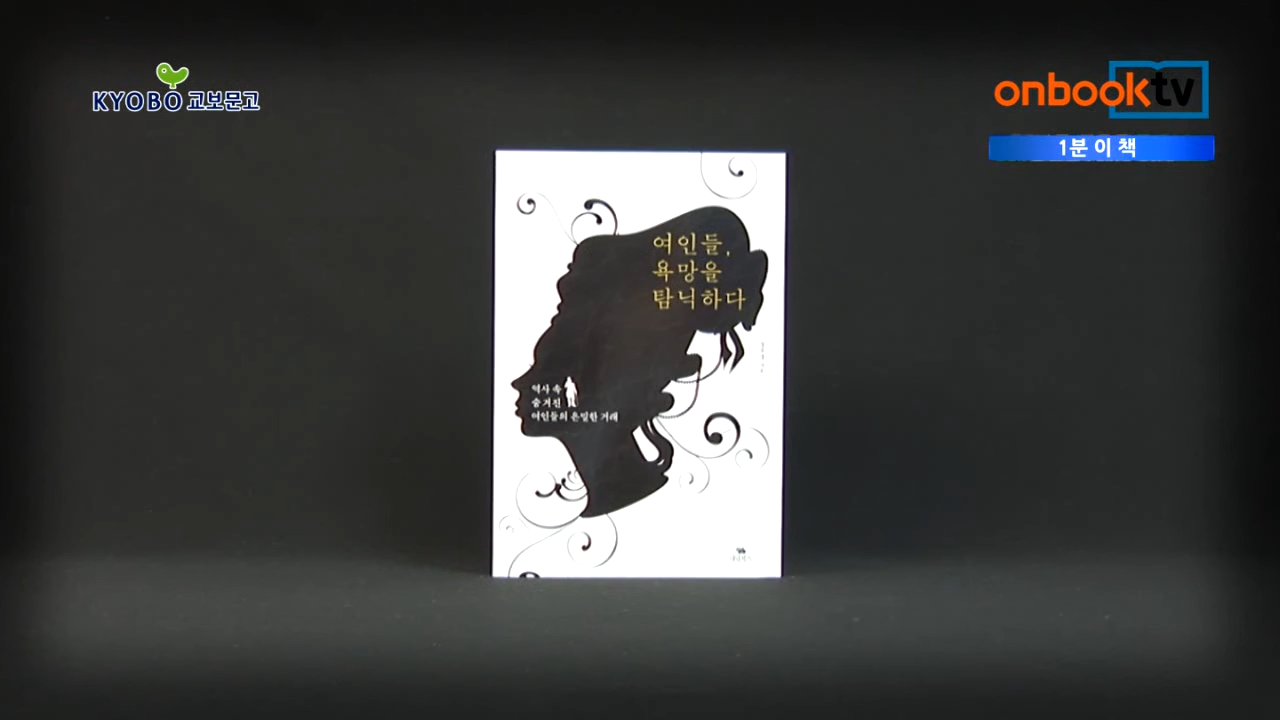 KYOBO 교보문고
onbooktv
1분 이 책
여인들,
욕망을
탐닉하다
역사 속
숨겨진
여인들의 은밀한 거래